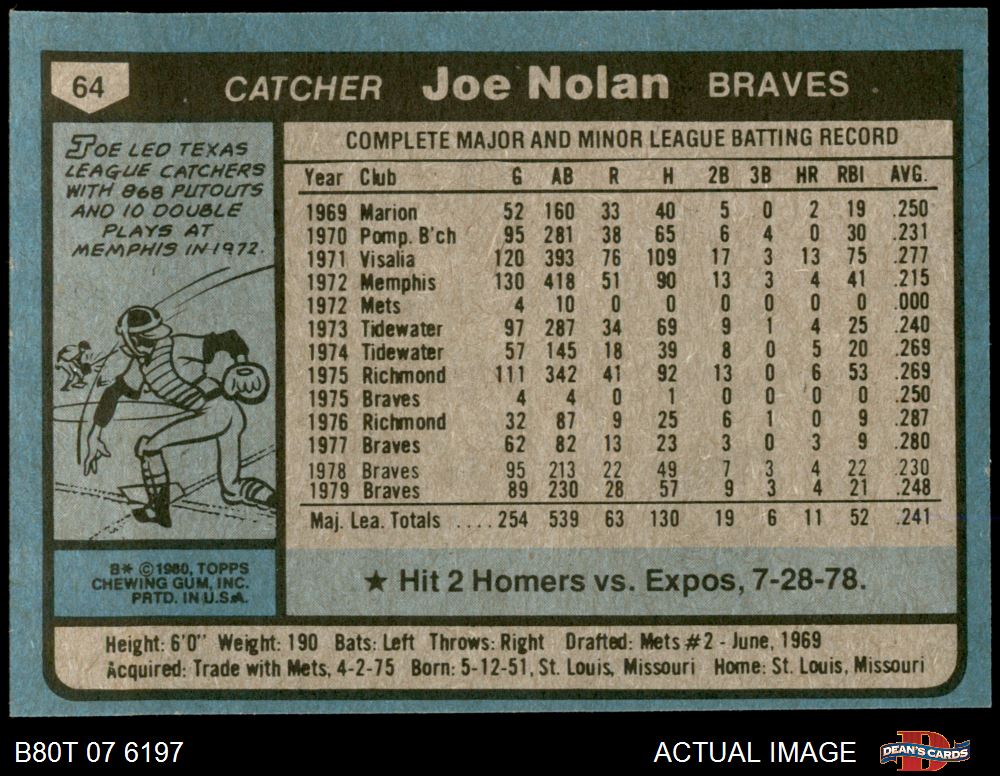 64 CATCHER Joe Nolan BRAVES
JOE LED TEXAS
LEAGUE CATCHERS
WITH 868 PUTOUTS
AND 10 DOUBLE
PLAYS AT
MEMPHIS IN 1972.
COMPLETE MAJOR AND MINOR LEAGUE BATTING RECORD
Year Club G AB R H 2B 3B HR RBI AVG.
1969 Marion 52 160 33 40 5 0 2 19 .250
1970 Pomp. B'ch 95 281 38 65 6 4 0 30 .231
1971 Visalia 120 393 76 109 17 3 13 75 .277
1972 Memphis 130 418 51 90 13 3 4 41 .215
1972 Mets 4 10 0 0 0 0 0 0 .000
1973 Tidewater 97 287 34 69 9 1 4 25 .240
1974 Tidewater 57 145 18 39 8 0 5 20 .269
1975 Richmond 111 342 41 92 13 0 6 53 .269
1975 Braves 4 4 0 1 0 0 0 0 .250
1976 Richmond 32 87 9 25 6 1 0 9 .287
1977 Braves 62 82 13 23 3 0 3 9 .280
1978 Braves 95 213 22 49 7 3 4 22 .230
1979 Braves 89 230 28 57 9 3 4 21 .248
Maj. Lea. Totals .... 254 539 63 130 19 6 11 52 .241
B* © 1980, TOPPS
CHEWING GUM, INC.
PRTD. IN U.S.A.
★ Hit 2 Homers vs. Expos, 7-28-78.
Height: 6'0" Weight: 190 Bats: Left Throws: Right Drafted: Mets #2 - June, 1969
Acquired: Trade with Mets, 4-2-75 Born: 5-12-51, St. Louis, Missouri Home: St. Louis, Missouri
B80T 07 6197 ACTUAL IMAGE DEAN'S CARDS